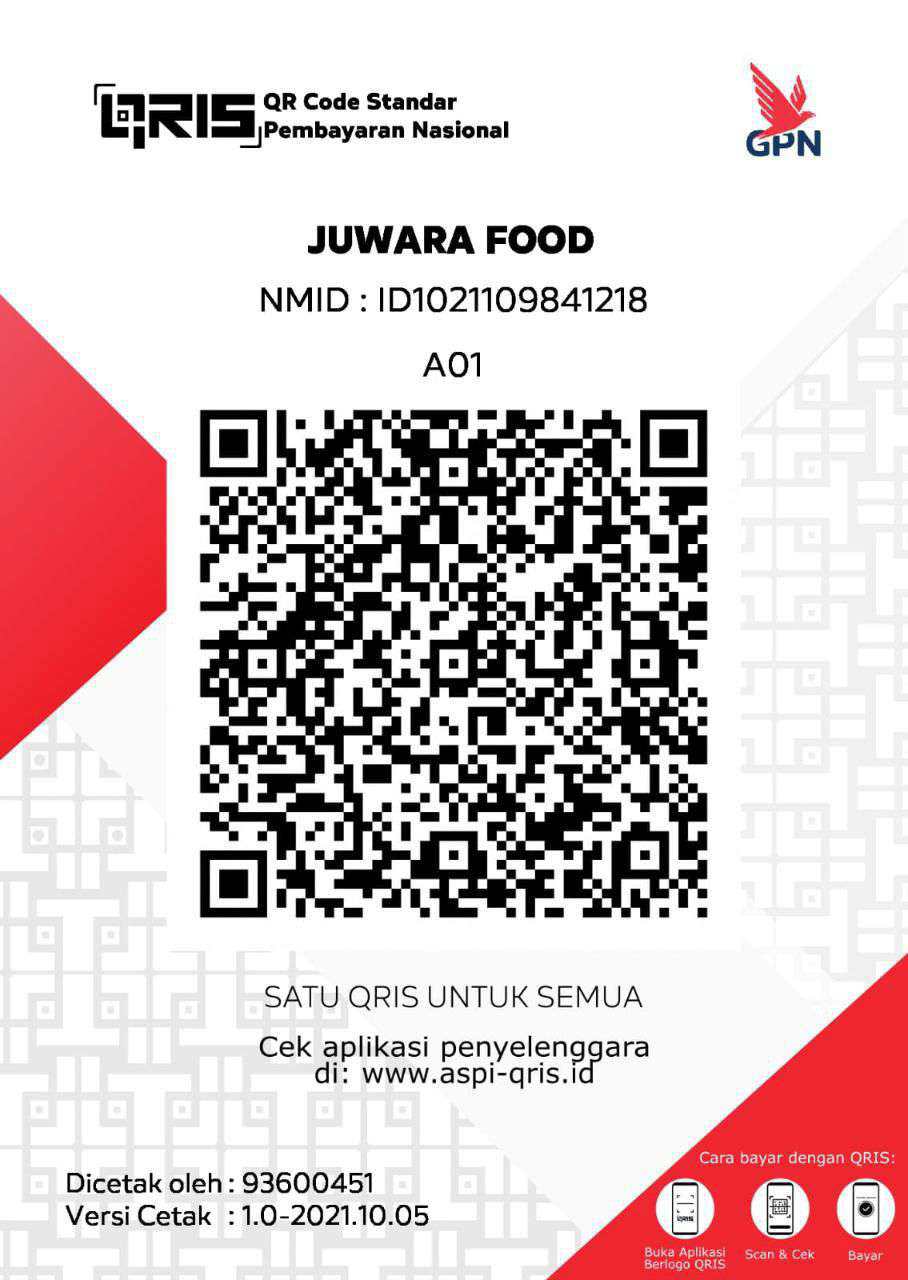 QRIS QR Code Standar
Pembayaran Nasional
GPN
JUWARA FOOD
NMID : ID1021109841218
A01
SATU QRIS UNTUK SEMUA
Cek aplikasi penyelenggara
di: www.aspi-qris.id
Dicetak oleh : 93600451
Versi Cetak : 1.0-2021.10.05
Cara bayar dengan QRIS:
QRIS
Buka Aplikasi
Berlogo QRIS
Scan & Cek
Bayar